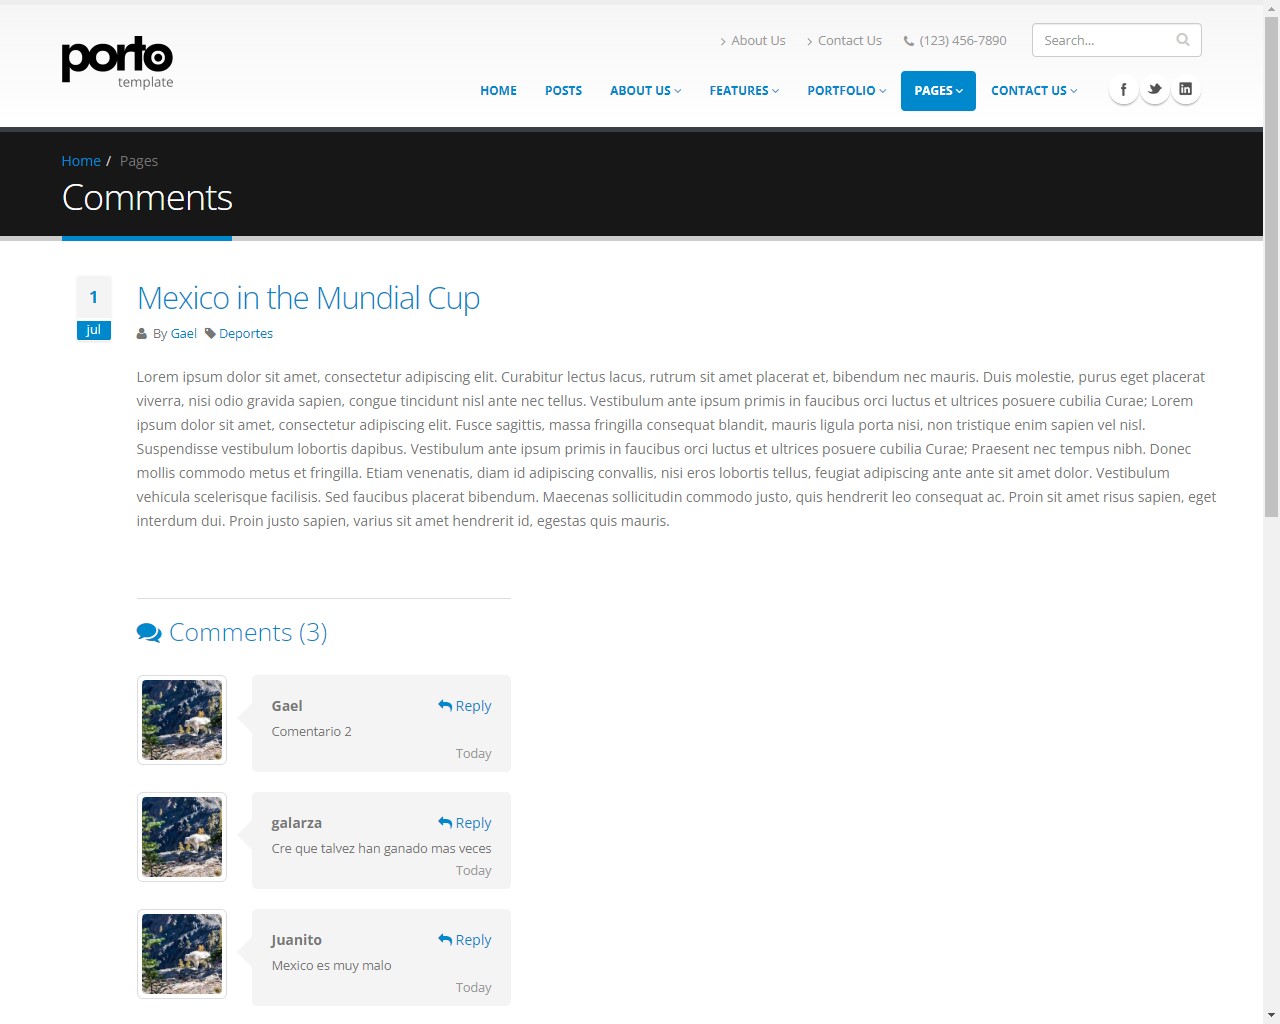 porto
template
About Us
Contact Us
(123) 456-7890
Search...
HOME
POSTS
ABOUT US
FEATURES
PORTFOLIO
PAGES
CONTACT US
Home / Pages
Comments
1
jul
Mexico in the Mundial Cup
By Gael Deportes
Lorem ipsum dolor sit amet, consectetur adipiscing elit. Curabitur lectus lacus, rutrum sit amet placerat et, bibendum nec mauris. Duis molestie, purus eget placerat
viverra, nisi odio gravida sapien, congue tincidunt nisl ante nec tellus. Vestibulum ante ipsum primis in faucibus orci luctus et ultrices posuere cubilia Curae; Lorem
ipsum dolor sit amet, consectetur adipiscing elit. Fusce sagittis, massa fringilla consequat blandit, mauris ligula porta nisi, non tristique enim sapien vel nisl.
Suspendisse vestibulum lobortis dapibus. Vestibulum ante ipsum primis in faucibus orci luctus et ultrices posuere cubilia Curae; Praesent nec tempus nibh. Donec
mollis commodo metus et fringilla. Etiam venenatis, diam id adipiscing convallis, nisi eros lobortis tellus, feugiat adipiscing ante ante sit amet dolor. Vestibulum
vehicula scelerisque facilisis. Sed faucibus placerat bibendum. Maecenas sollicitudin commodo justo, quis hendrerit leo consequat ac. Proin sit amet risus sapien, eget
interdum dui. Proin justo sapien, varius sit amet hendrerit id, egestas quis mauris.
Comments (3)
Gael
Reply
Comentario 2
Today
galarza
Reply
Cre que talvez han ganado mas veces
Today
Juanito
Reply
Mexico es muy malo
Today